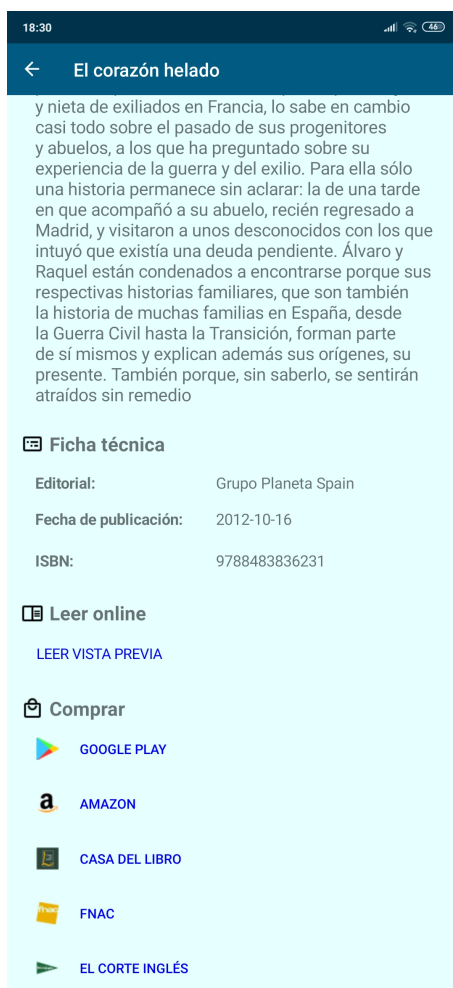 18:30
46
El corazón helado
y nieta de exiliados en Francia, lo sabe en cambio
casi todo sobre el pasado de sus progenitores
y abuelos, a los que ha preguntado sobre su
experiencia de la guerra y del exilio. Para ella sólo
una historia permanece sin aclarar: la de una tarde
en que acompañó a su abuelo, recién regresado a
Madrid, y visitaron a unos desconocidos con los que
intuyó que existía una deuda pendiente. Álvaro y
Raquel están condenados a encontrarse porque sus
respectivas historias familiares, que son también
la historia de muchas familias en España, desde
la Guerra Civil hasta la Transición, forman parte
de sí mismos y explican además sus orígenes, su
presente. También porque, sin saberlo, se sentirán
atraídos sin remedio
Ficha técnica
Editorial: Grupo Planeta Spain
Fecha de publicación: 2012-10-16
ISBN: 9788483836231
Leer online
LEER VISTA PREVIA
Comprar
GOOGLE PLAY
a AMAZON
CASA DEL LIBRO
fnac FNAC
EL CORTE INGLÉS